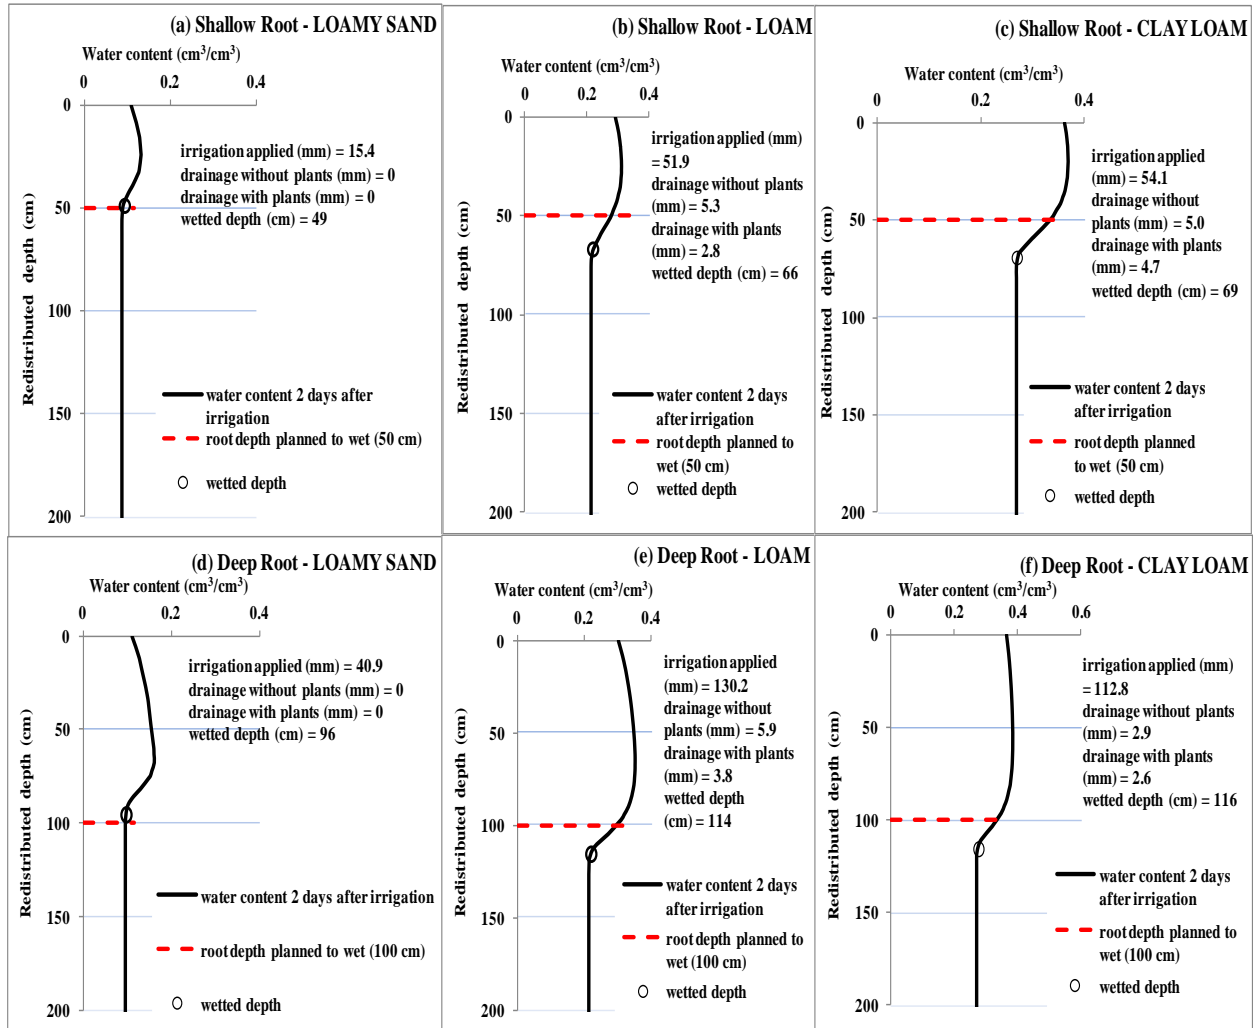 (a) Shallow Root - LOAMY SAND
Water content (cm³/cm³)
0 0.2 0.4
0
50
100
150
200
Redistributed depth (cm)
irrigation applied (mm) = 15.4
drainage without plants (mm) = 0
drainage with plants (mm) = 0
wetted depth (cm) = 49
water content 2 days after
irrigation
root depth planned to wet (50 cm)
wetted depth
(b) Shallow Root - LOAM
Water content (cm³/cm³)
0 0.2 0.4
0
50
100
150
200
Redistributed depth (cm)
irrigation applied (mm)
= 51.9
drainage without plants
(mm) = 5.3
drainage with plants
(mm) = 2.8
wetted depth (cm) = 66
water content 2 days
after irrigation
root depth planned to
wet (50 cm)
wetted depth
(c) Shallow Root - CLAY LOAM
Water content (cm³/cm³)
0 0.2 0.4
0
50
100
150
200
Redistributed depth (cm)
irrigation applied
(mm) = 54.1
drainage without
plants (mm) = 5.0
drainage with plants
(mm) = 4.7
wetted depth (cm) = 69
water content 2 days
after irrigation
root depth planned
to wet (50 cm)
wetted depth
(d) Deep Root - LOAMY SAND
Water content (cm³/cm³)
0 0.2 0.4
0
50
100
150
200
Redistributed depth (cm)
irrigation applied (mm) = 40.9
drainage without plants (mm) = 0
drainage with plants (mm) = 0
wetted depth (cm) = 96
water content 2 days after irrigation
root depth planned to wet (100 cm)
wetted depth
(e) Deep Root - LOAM
Water content (cm³/cm³)
0 0.2 0.4
0
50
100
150
200
Redistributed depth (cm)
irrigation applied
(mm) = 130.2
drainage without
plants (mm) = 5.9
drainage with plants
(mm) = 3.8
wetted depth
(cm) = 114
water content 2 days
after irrigation
root depth planned to
wet (100 cm)
wetted depth
(f) Deep Root - CLAY LOAM
Water content (cm³/cm³)
0 0.2 0.4 0.6
0
50
100
150
200
Redistributed depth (cm)
irrigation applied (mm)
= 112.8
drainage without plants
(mm) = 2.9
drainage with plants
(mm) = 2.6
wetted depth (cm) = 116
water content 2 days
after irrigation
root depth planned to
wet (100 cm)
wetted depth